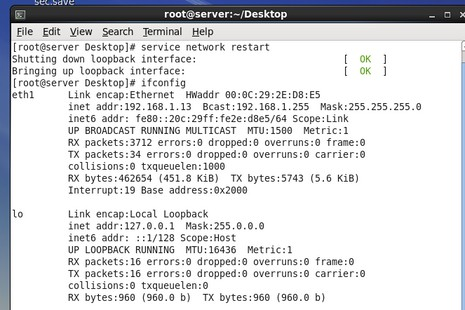 sec.save
root@server:~/Desktop
File Edit View Search Terminal Help
[root@server Desktop]# service network restart
Shutting down loopback interface: [ OK ]
Bringing up loopback interface: [ OK ]
[root@server Desktop]# ifconfig
eth1 Link encap:Ethernet HWaddr 00:0C:29:2E:D8:E5
inet addr:192.168.1.13 Bcast:192.168.1.255 Mask:255.255.255.0
inet6 addr: fe80::20c:29ff:fe2e:d8e5/64 Scope:Link
UP BROADCAST RUNNING MULTICAST MTU:1500 Metric:1
RX packets:3712 errors:0 dropped:0 overruns:0 frame:0
TX packets:34 errors:0 dropped:0 overruns:0 carrier:0
collisions:0 txqueuelen:1000
RX bytes:462654 (451.8 KiB) TX bytes:5743 (5.6 KiB)
Interrupt:19 Base address:0x2000
lo Link encap:Local Loopback
inet addr:127.0.0.1 Mask:255.0.0.0
inet6 addr: ::1/128 Scope:Host
UP LOOPBACK RUNNING MTU:16436 Metric:1
RX packets:16 errors:0 dropped:0 overruns:0 frame:0
TX packets:16 errors:0 dropped:0 overruns:0 carrier:0
collisions:0 txqueuelen:0
RX bytes:960 (960.0 b) TX bytes:960 (960.0 b)